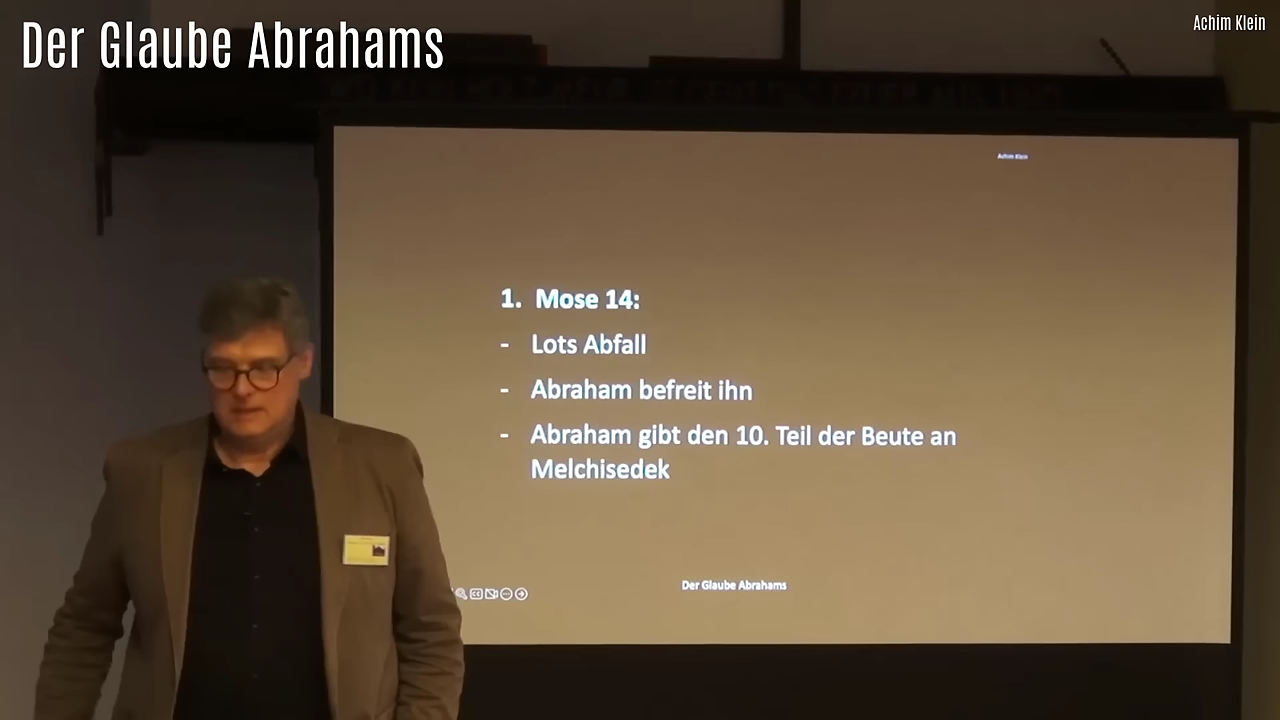 Der Glaube Abrahams
Achim Klein
Achim Klein
1. Mose 14:
- Lots Abfall
- Abraham befreit ihn
- Abraham gibt den 10. Teil der Beute an
Melchisedek
Der Glaube Abrahams